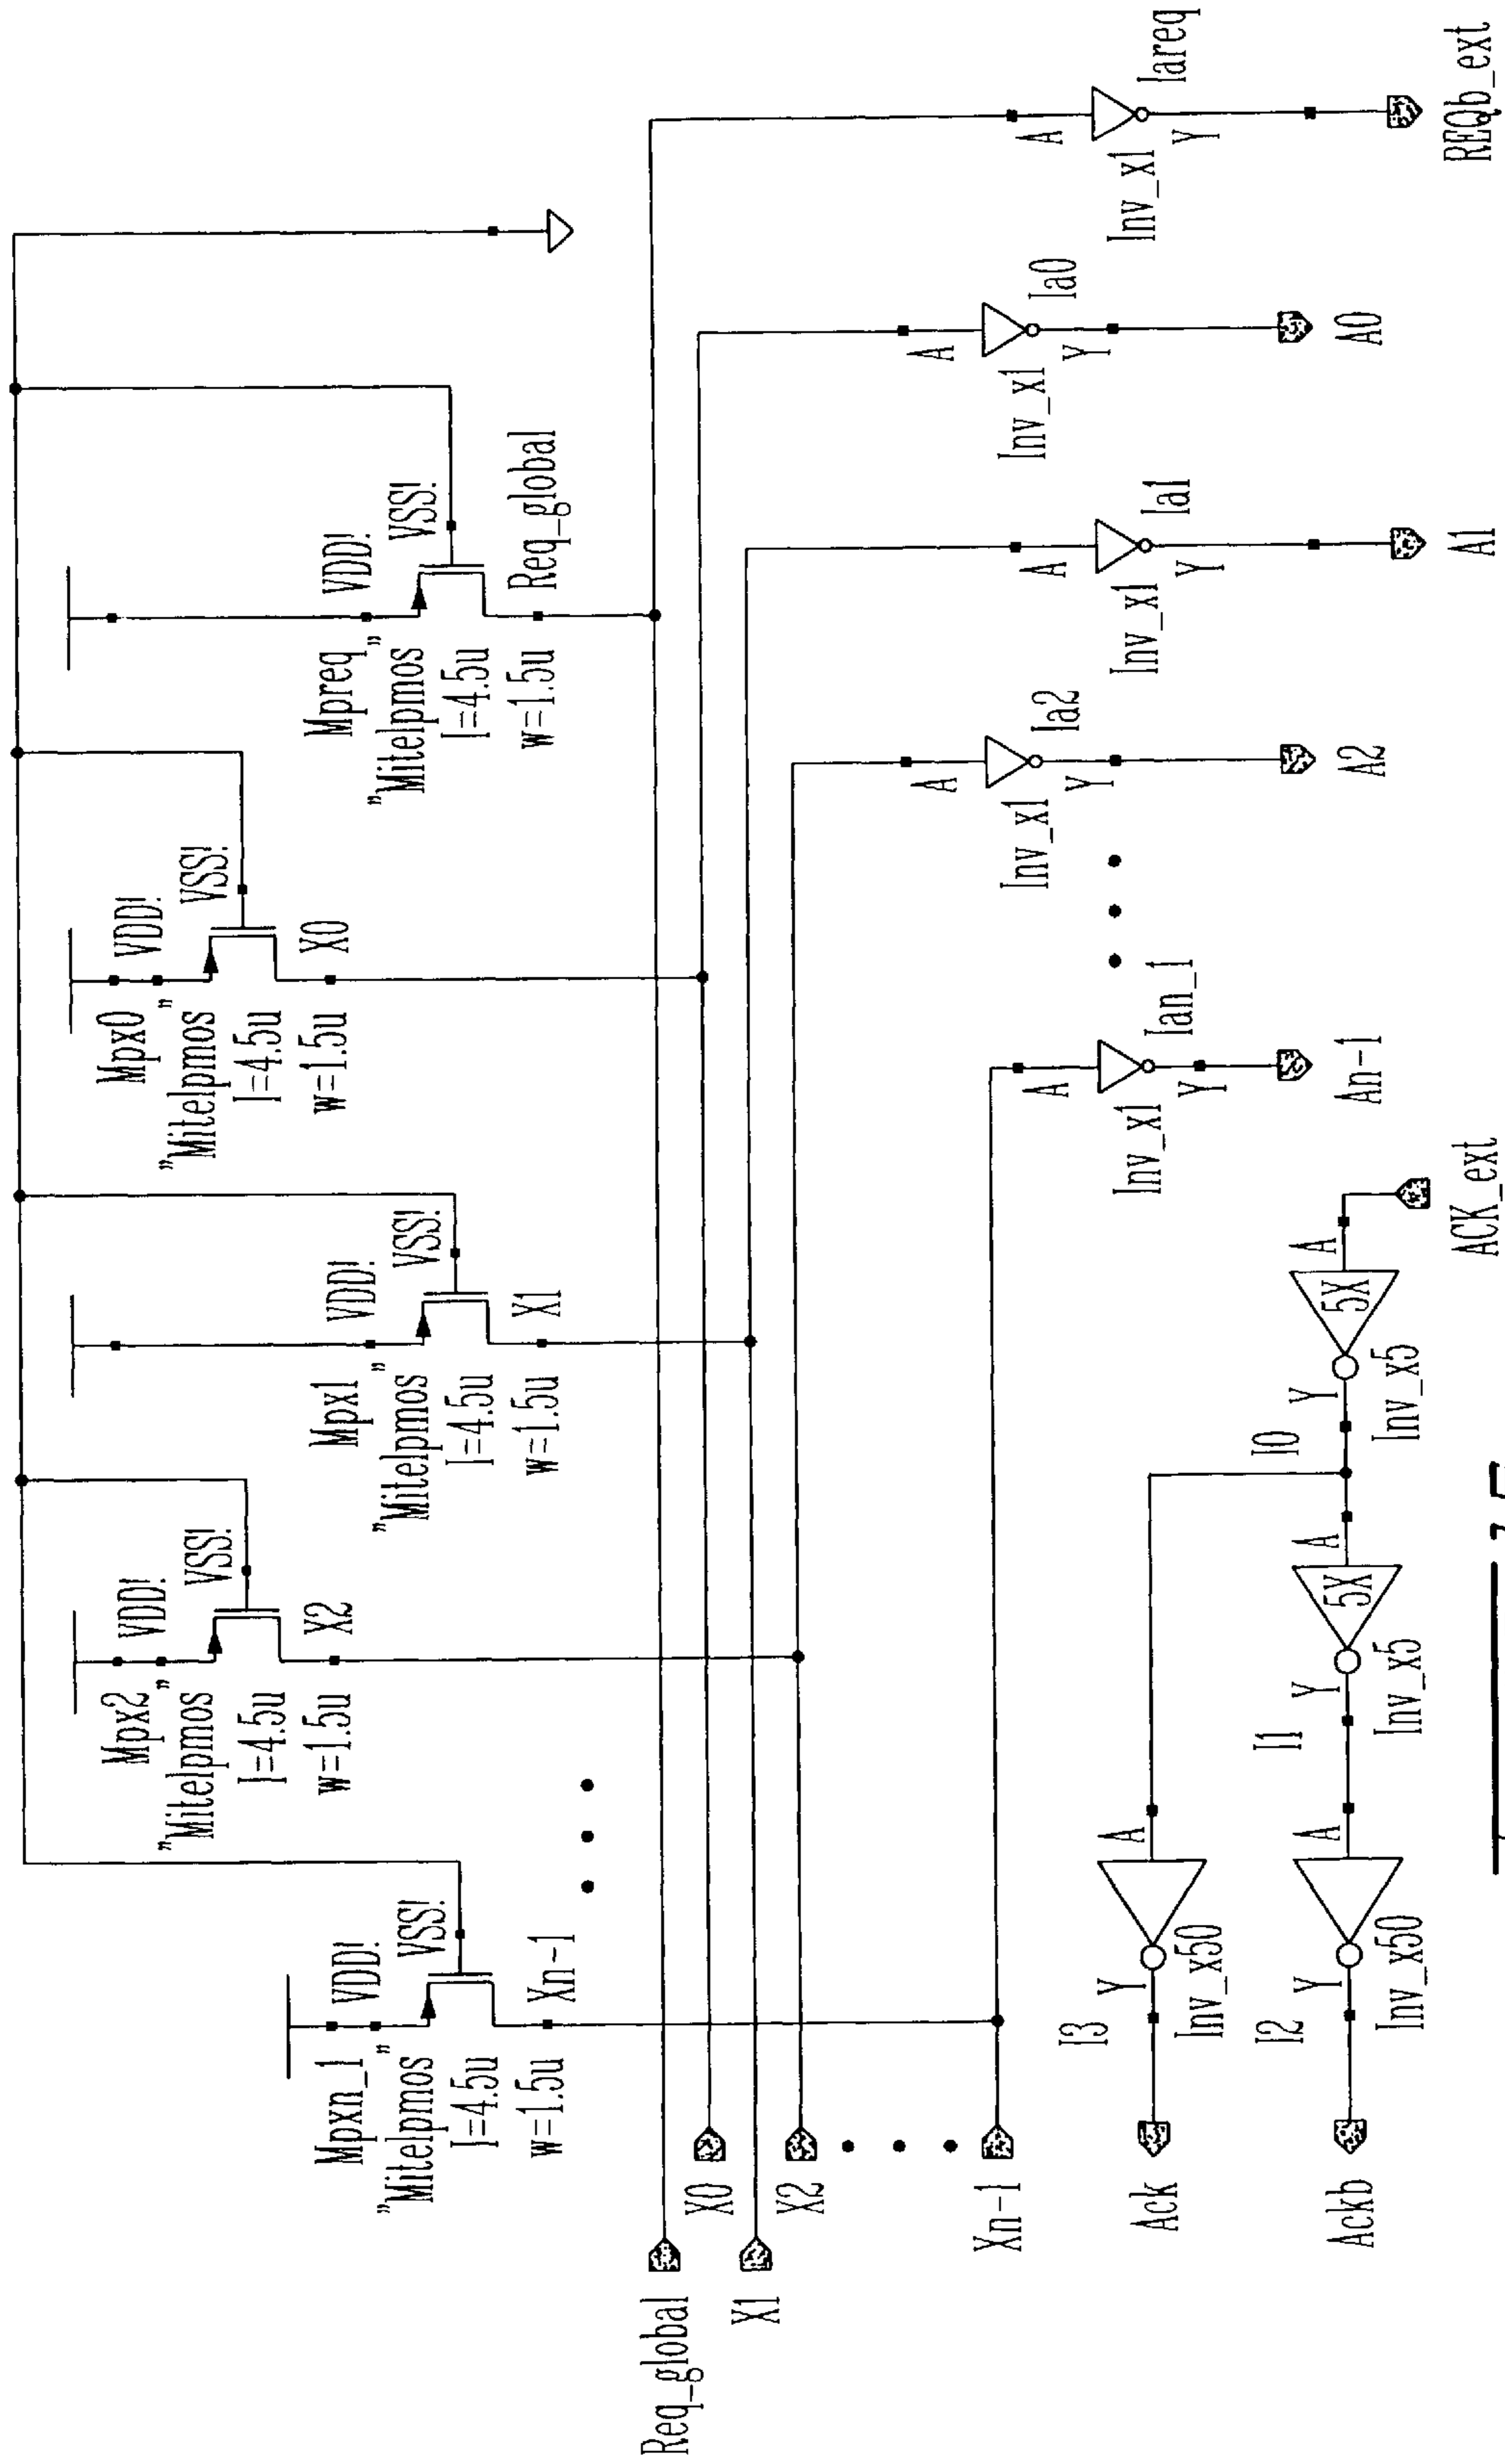 Mpxn_1
"Mitelpmos"
l=4.5u
w=1.5u
VDD!
VSS!
Xn-1
Mpx2
"Mitelpmos"
l=4.5u
w=1.5u
VDD!
VSS!
X2
Mpx1
"Mitelpmos"
l=4.5u
w=1.5u
VDD!
VSS!
X1
Mpx0
"Mitelpmos"
l=4.5u
w=1.5u
VDD!
VSS!
X0
Mpreq
"Mitelpmos"
l=4.5u
w=1.5u
VDD!
VSS!
Req_global
Req_global
X0
X1
X2
Xn-1
Ack
Ackb
I3
Y
A
Inv_x50
I2
Y
A
Inv_x50
I1
Y
5X
A
Inv_x5
I0
Y
5X
A
Inv_x5
ACK_ext
A
Inv_x1
Ian_1
Y
An-1
A
Inv_x1
Ia2
Y
A2
A
Inv_x1
Ia1
Y
A1
A
Inv_x1
Ia0
Y
A0
A
Inv_x1
Iareq
Y
REQb_ext